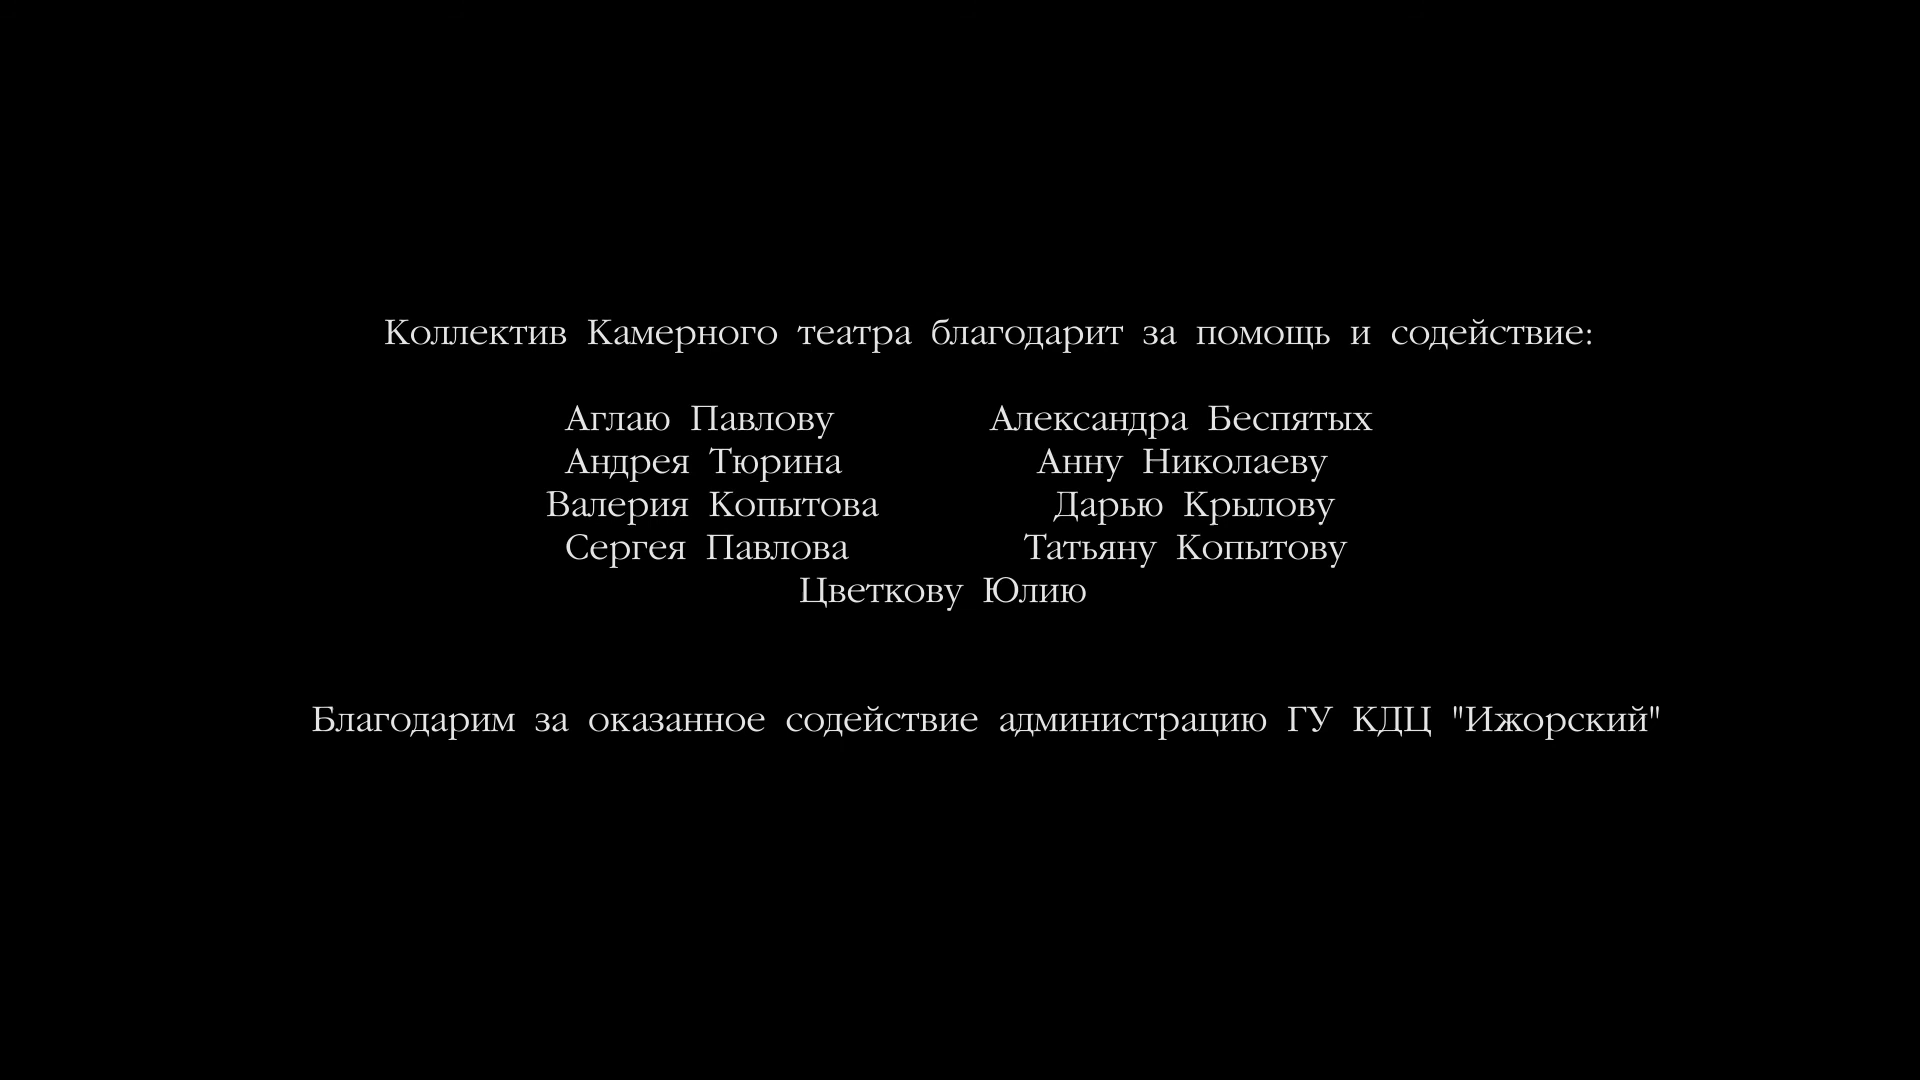 Коллектив Камерного театра благодарит за помощь и содействие:
Аглаю Павлову Александра Беспятых
Андрея Тюрина Анну Николаеву
Валерия Копытова Дарью Крылову
Сергея Павлова Татьяну Копытову
Цветкову Юлию
Благодарим за оказанное содействие администрацию ГУ КДЦ "Ижорский"